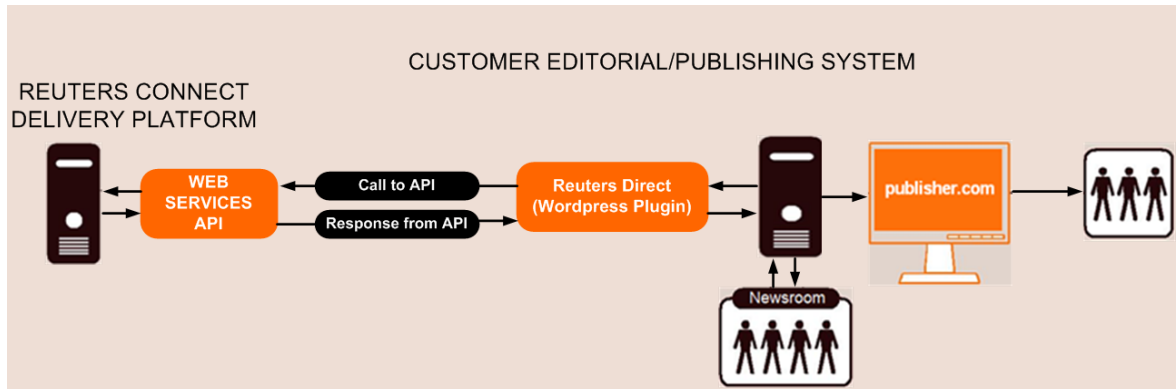 CUSTOMER EDITORIAL/PUBLISHING SYSTEM
REUTERS CONNECT
DELIVERY PLATFORM
WEB
SERVICES
API
Call to API
Response from API
Reuters Direct
(Wordpress Plugin)
publisher.com
Newsroom